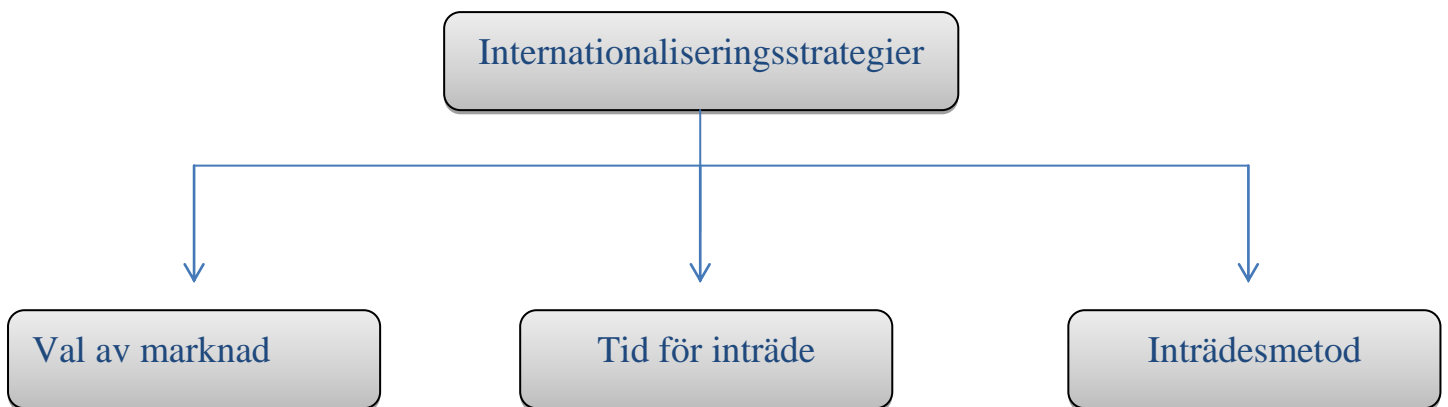 Internationaliseringsstrategier
Val av marknad
Tid för inträde
Inträdesmetod